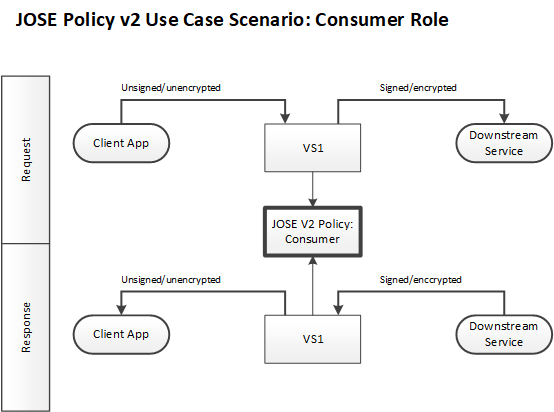 JOSE Policy v2 Use Case Scenario: Consumer Role
Request
Unsigned/unencrypted
Signed/encrypted
Client App
VS1
Downstream
Service
JOSE V2 Policy:
Consumer
Response
Unsigned/unencrypted
Signed/enccrypted
Client App
VS1
Downstream
Service